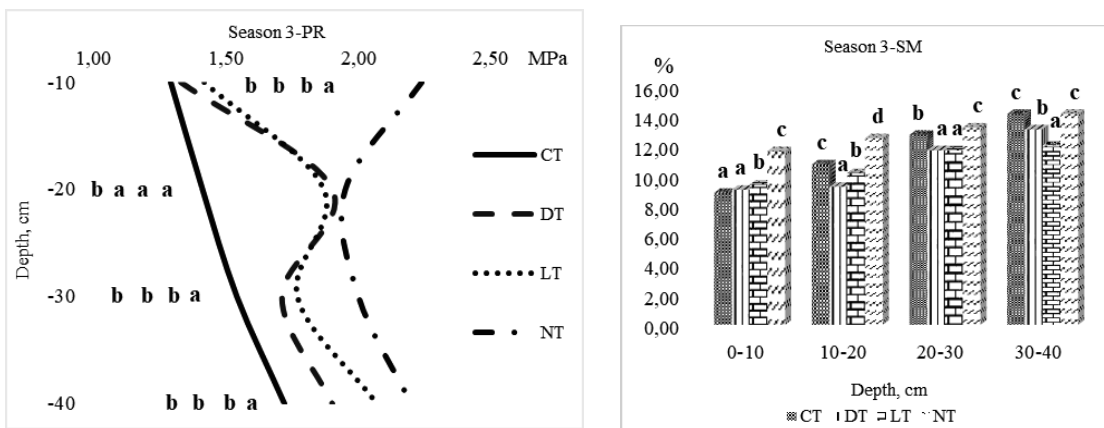 Season 3-PR
1,00 1,50 2,00 2,50 MPa
-10 b b b a
-20 b a a a
-30 b b b a
-40 b b b a
Depth, cm
CT
DT
LT
NT
Season 3-SM
%
16,00
14,00
12,00
10,00
8,00
6,00
4,00
2,00
0,00
a a b c
c a b d
b a a c
c b a c
0-10 10-20 20-30 30-40
Depth, cm
CT DT LT NT